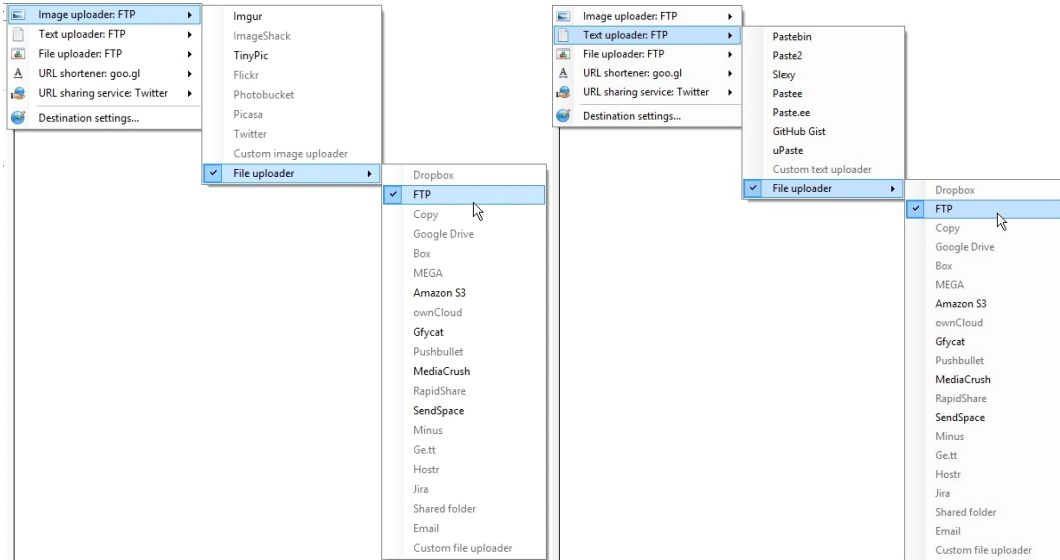 Image uploader: FTP
Text uploader: FTP
File uploader: FTP
URL shortener: goo.gl
URL sharing service: Twitter
Destination settings...
Imgur
ImageShack
TinyPic
Flickr
Photobucket
Picasa
Twitter
Custom image uploader
File uploader
Dropbox
FTP
Copy
Google Drive
Box
MEGA
Amazon S3
ownCloud
Gfycat
Pushbullet
MediaCrush
RapidShare
SendSpace
Minus
Ge.tt
Hostr
Jira
Shared folder
Email
Custom file uploader
Image uploader: FTP
Text uploader: FTP
File uploader: FTP
URL shortener: goo.gl
URL sharing service: Twitter
Destination settings...
Pastebin
Paste2
Slexy
Pastee
Paste.ee
GitHub Gist
uPaste
Custom text uploader
File uploader
Dropbox
FTP
Copy
Google Drive
Box
MEGA
Amazon S3
ownCloud
Gfycat
Pushbullet
MediaCrush
RapidShare
SendSpace
Minus
Ge.tt
Hostr
Jira
Shared folder
Email
Custom file uploader